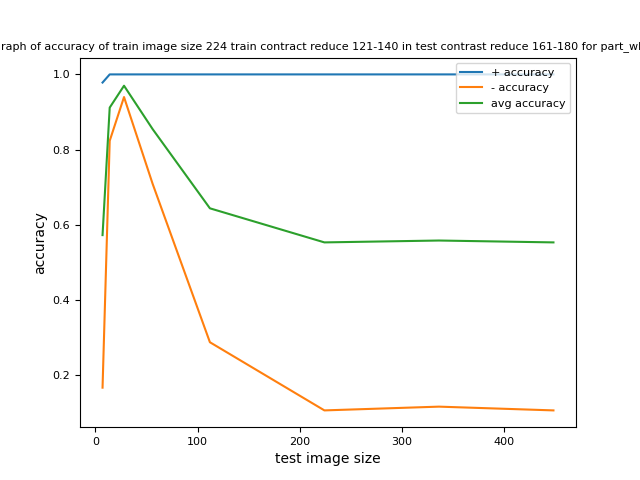 raph of accuracy of train image size 224 train contract reduce 121-140 in test contrast reduce 161-180 for part_wl
+ accuracy
- accuracy
avg accuracy
accuracy
1.0
0.8
0.6
0.4
0.2
0
100
200
300
400
test image size